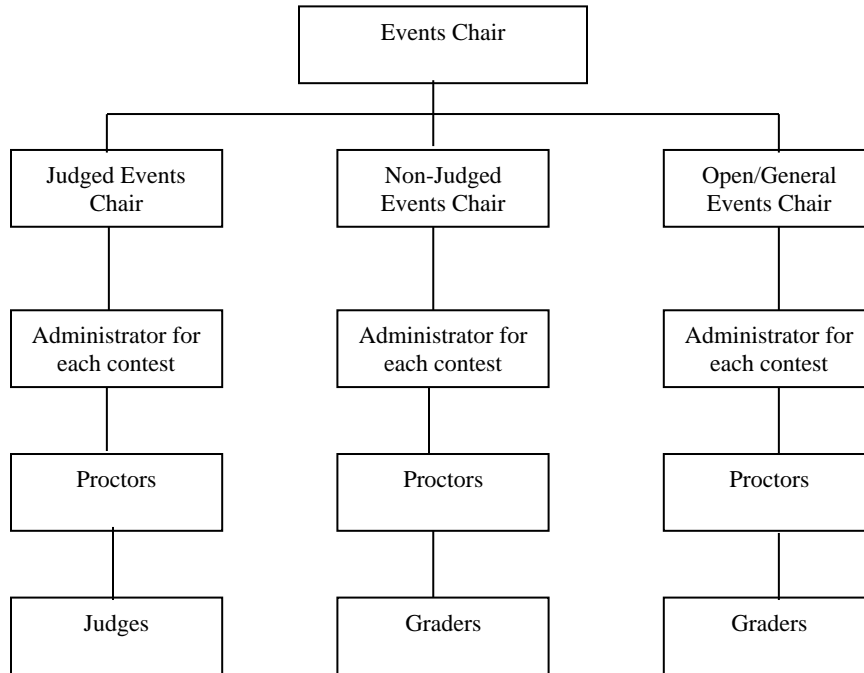 Events Chair
Judged Events
Chair
Non-Judged
Events Chair
Open/General
Events Chair
Administrator for
each contest
Administrator for
each contest
Administrator for
each contest
Proctors
Proctors
Proctors
Judges
Graders
Graders